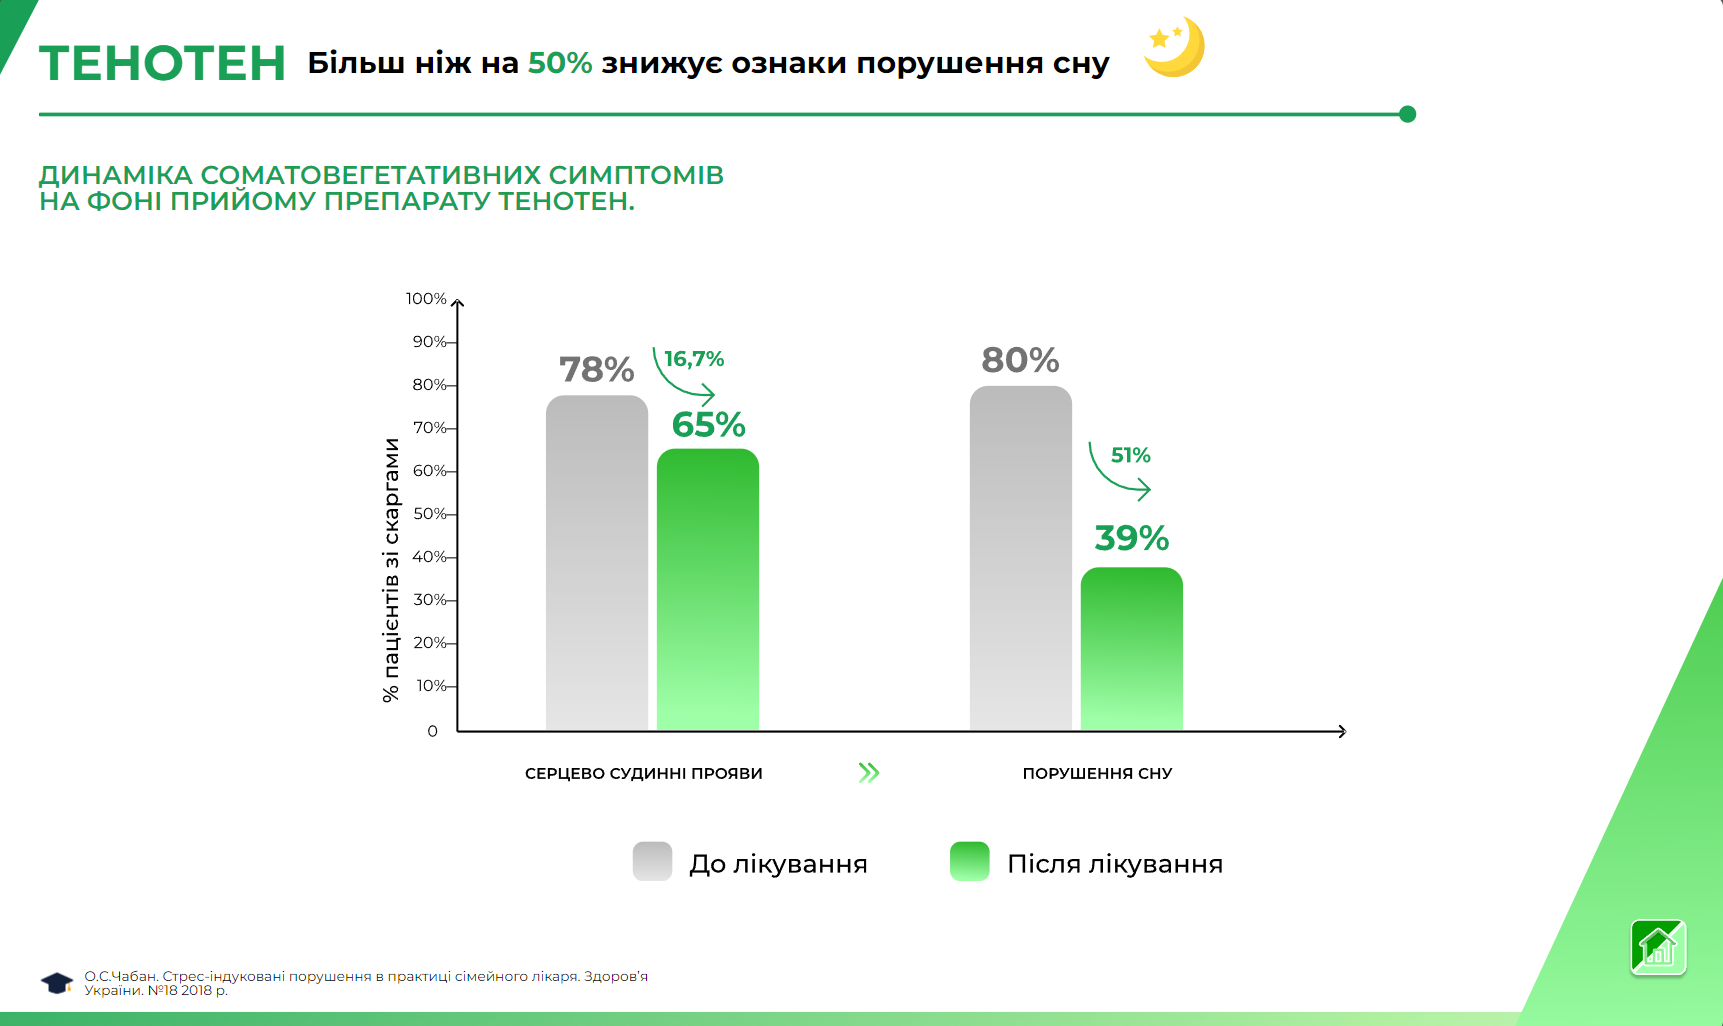 ТЕНОТЕН Більш ніж на 50% знижує ознаки порушення сну
ДИНАМІКА СОМАТОВЕГЕТАТИВНИХ СИМПТОМІВ
НА ФОНІ ПРИЙОМУ ПРЕПАРАТУ ТЕНОТЕН.
% пацієнтів зі скаргами
100%
90%
80%
70%
60%
50%
40%
30%
20%
10%
0
78%
16,7%
65%
80%
51%
39%
СЕРЦЕВО СУДИННІ ПРОЯВИ
ПОРУШЕННЯ СНУ
До лікування
Після лікування
О.С.Чабан. Стрес-індуковані порушення в практиці сімейного лікаря. Здоров’я
України. №18 2018 р.